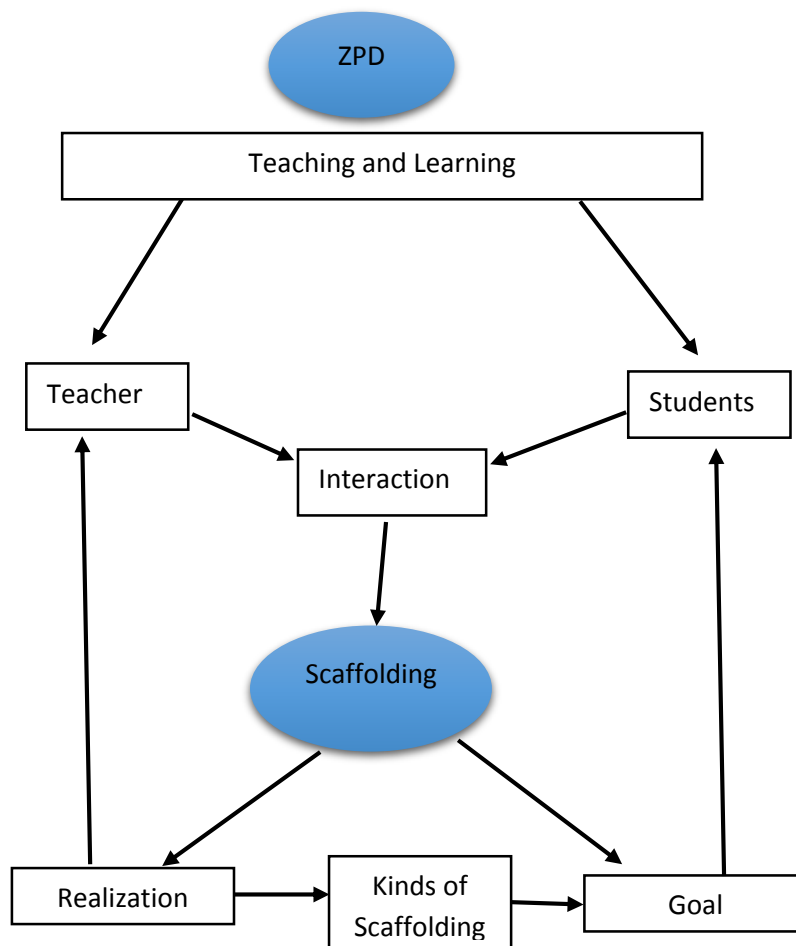 ZPD
Teaching and Learning
Teacher
Students
Interaction
Scaffolding
Realization
Kinds of
Scaffolding
Goal